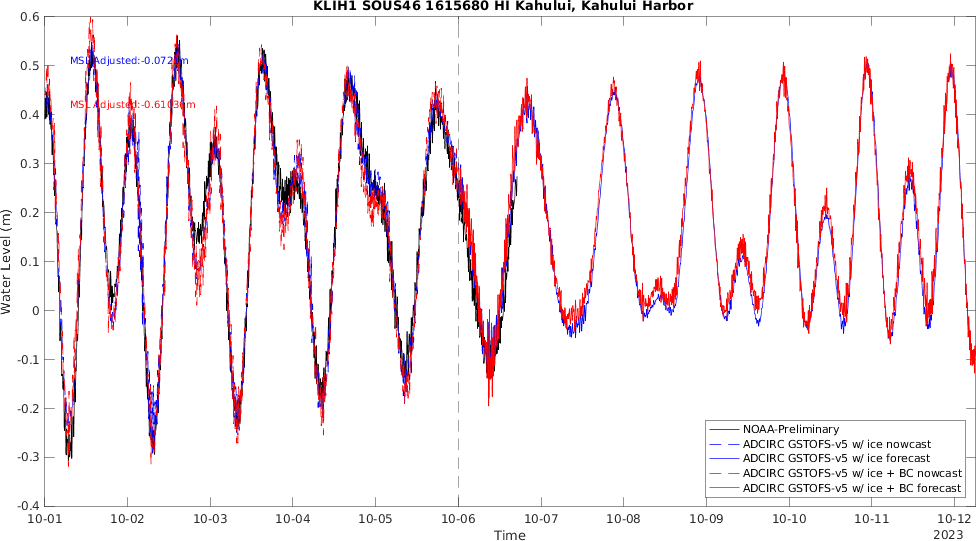 KLIH1 SOUS46 1615680 HI Kahului, Kahului Harbor
0.6
0.5
0.4
0.3
0.2
0.1
0
-0.1
-0.2
-0.3
-0.4
Water Level (m)
MSL Adjusted:-0.072
MSL Adjusted:-0.6103m
NOAA-Preliminary
ADCIRC GSTOFS-v5 w/ ice nowcast
ADCIRC GSTOFS-v5 w/ ice forecast
ADCIRC GSTOFS-v5 w/ ice + BC nowcast
ADCIRC GSTOFS-v5 w/ ice + BC forecast
10-01 10-02 10-03 10-04 10-05 10-06 10-07 10-08 10-09 10-10 10-11 10-12
Time
2023